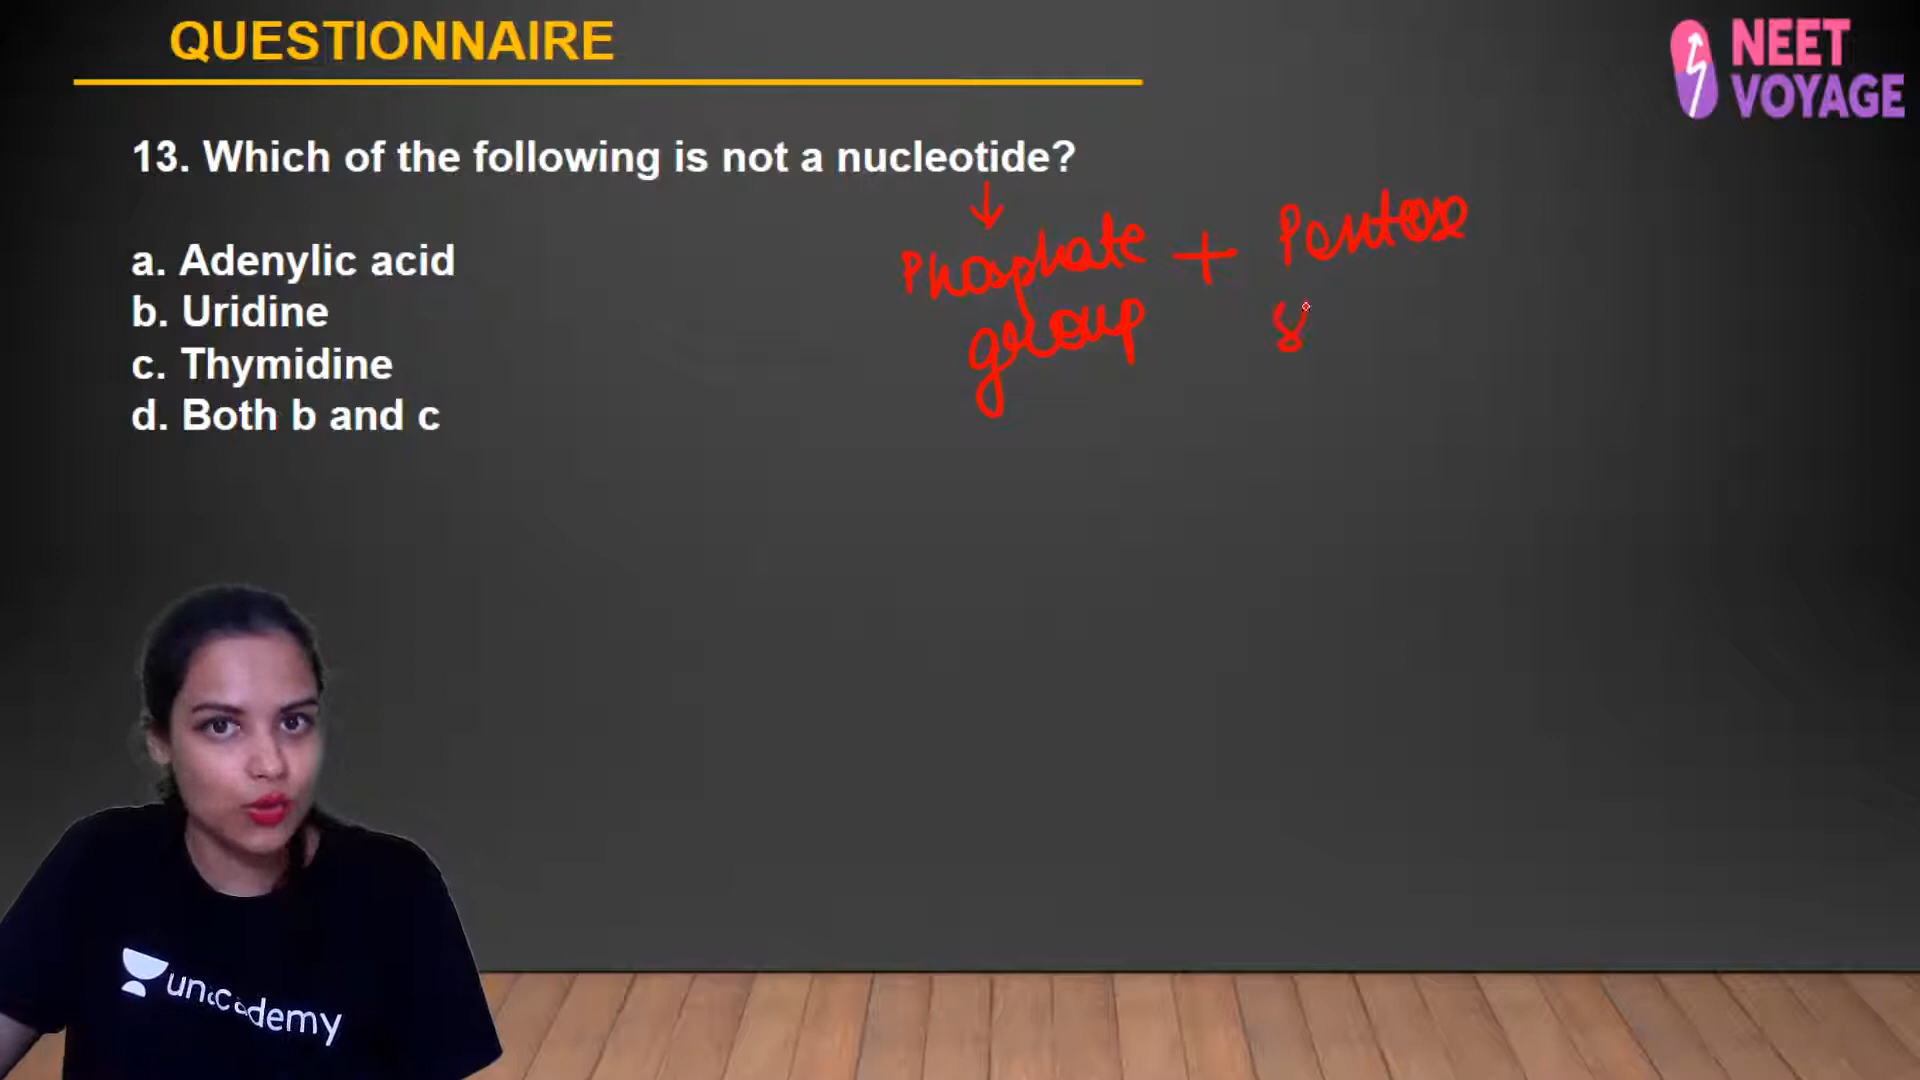 QUESTIONNAIRE
NEET
VOYAGE
13. Which of the following is not a nucleotide?
Phosphate + Pentose
group s
a. Adenylic acid
b. Uridine
c. Thymidine
d. Both b and c
unacademy